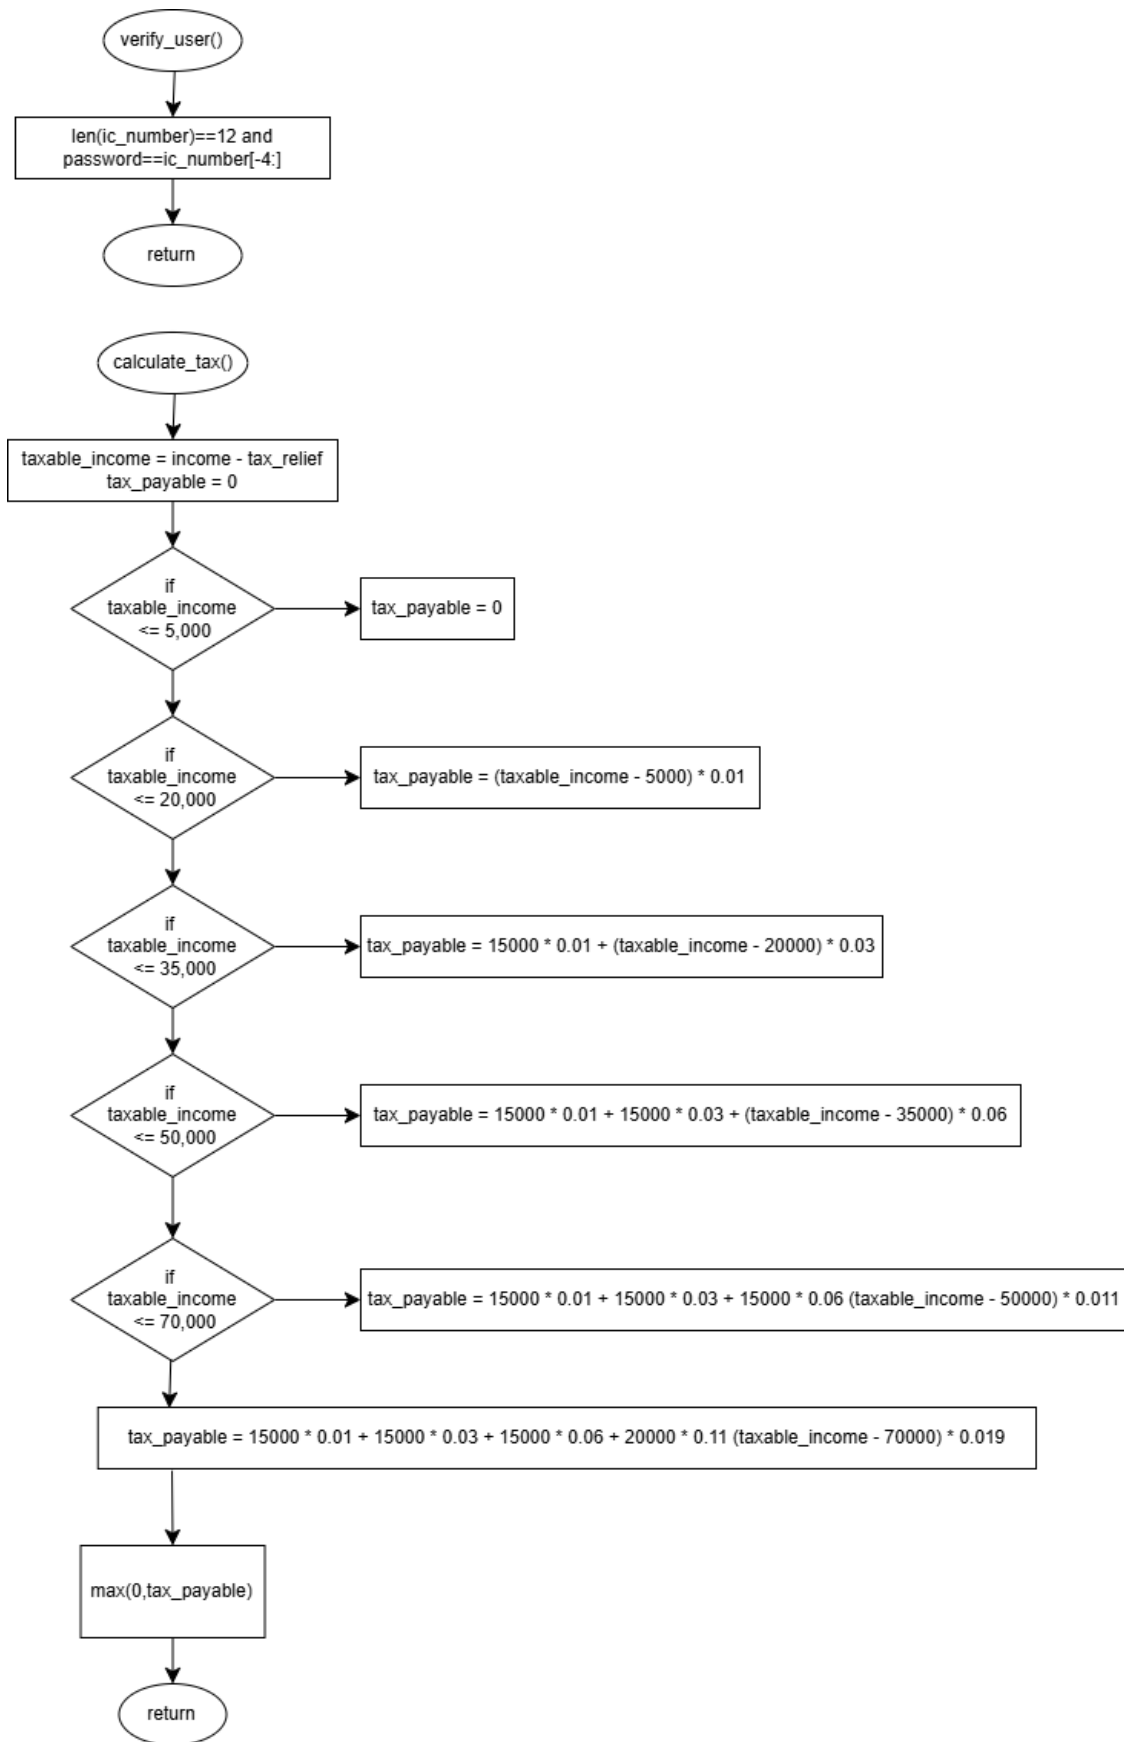 verify_user()
len(ic_number)==12 and
password==ic_number[-4:]
return
calculate_tax()
taxable_income = income - tax_relief
tax_payable = 0
if
taxable_income
<= 5,000
tax_payable = 0
if
taxable_income
<= 20,000
tax_payable = (taxable_income - 5000) * 0.01
if
taxable_income
<= 35,000
tax_payable = 15000 * 0.01 + (taxable_income - 20000) * 0.03
if
taxable_income
<= 50,000
tax_payable = 15000 * 0.01 + 15000 * 0.03 + (taxable_income - 35000) * 0.06
if
taxable_income
<= 70,000
tax_payable = 15000 * 0.01 + 15000 * 0.03 + 15000 * 0.06 (taxable_income - 50000) * 0.011
tax_payable = 15000 * 0.01 + 15000 * 0.03 + 15000 * 0.06 + 20000 * 0.11 (taxable_income - 70000) * 0.019
max(0,tax_payable)
return